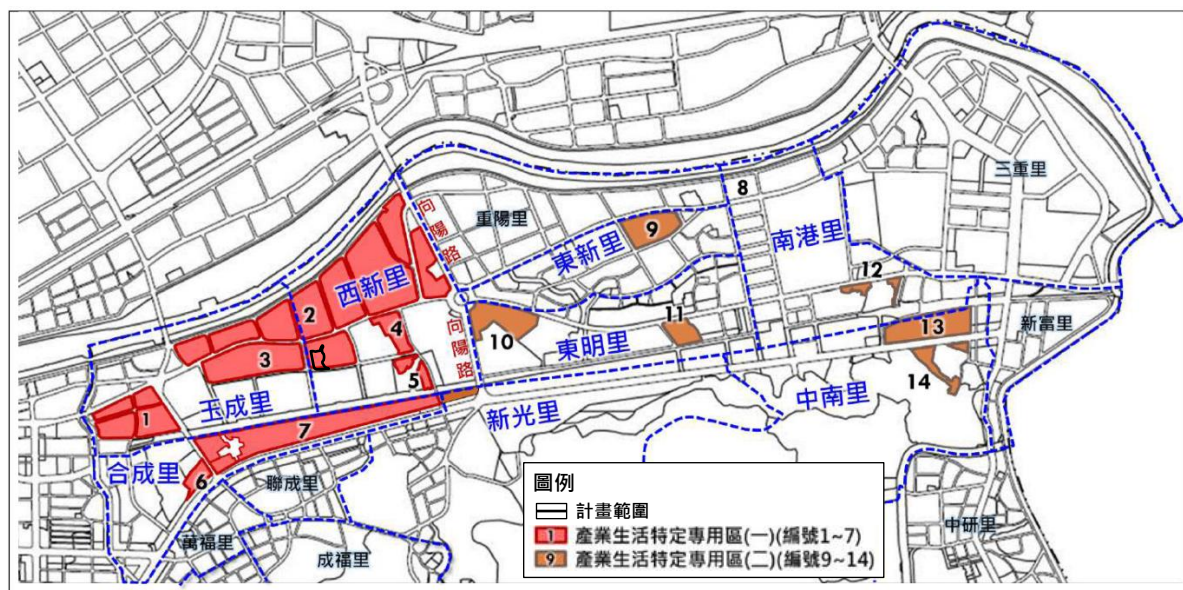 三重里
8
向陽路
重陽里
9
東新里
南港里
12
西新里
2
4
向陽路
11
13
新富里
3
10
東明里
5
14
1
玉成里
7
新光里
中南里
合成里
6
聯成里
萬福里
成福里
中研里
圖例
計畫範圍
1 產業生活特定專用區(一)(編號1~7)
9 產業生活特定專用區(二)(編號9~14)